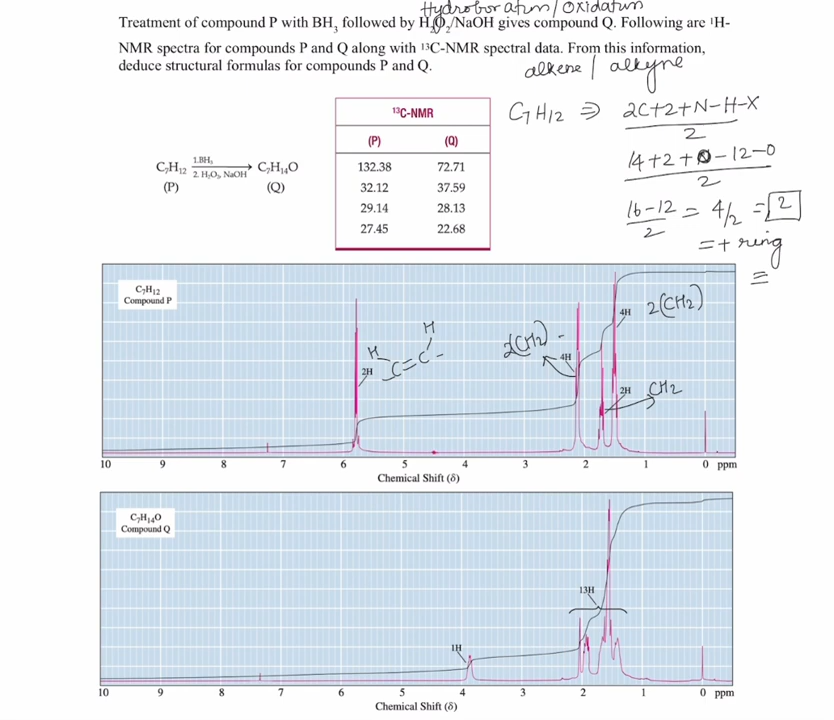 Hydroboration/Oxidation
Treatment of compound P with BH3 followed by H2O2/NaOH gives compound Q. Following are 1H-
NMR spectra for compounds P and Q along with 13C-NMR spectral data. From this information,
deduce structural formulas for compounds P and Q.
alkene / alkyne
C7H12 ⇒ 2C+2+N-H-X
2
14+2+0-12-0
2
16-12 = 4/2 = 2
2
= + ring
≡
13C-NMR
(P) (Q)
132.38 72.71
32.12 37.59
29.14 28.13
27.45 22.68
C7H12 1.BH3 C7H14O
2. H2O2, NaOH
(P) (Q)
C7H12
Compound P
H
H
C=C
2H
2(CH2)
4H
4H
2(CH2)
2H
CH2
10 9 8 7 6 5 4 3 2 1 0 ppm
Chemical Shift (δ)
C7H14O
Compound Q
13H
1H
10 9 8 7 6 5 4 3 2 1 0 ppm
Chemical Shift (δ)